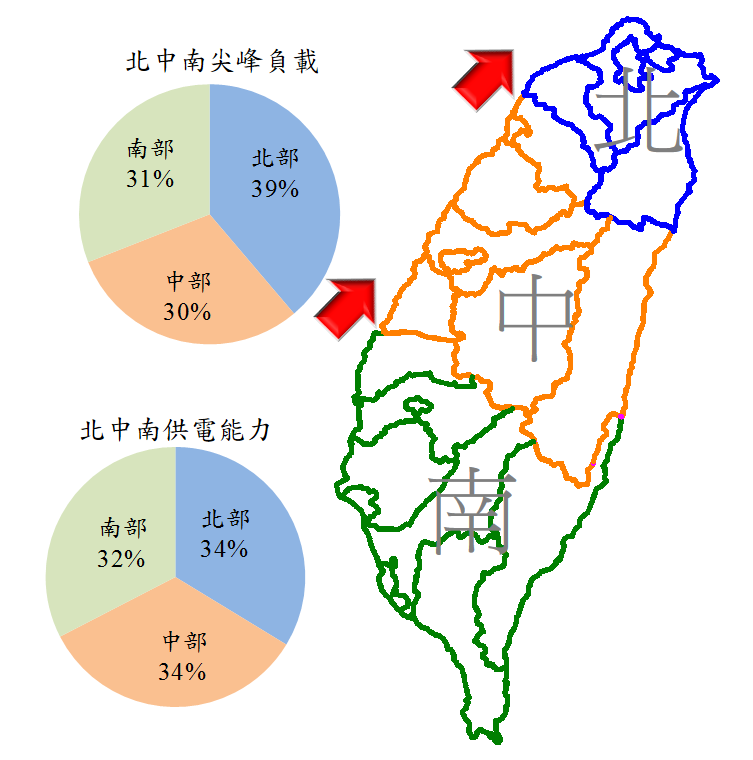 北中南尖峰負載
南部
31%
北部
39%
中部
30%
北中南供電能力
南部
32%
北部
34%
中部
34%
北
中
南